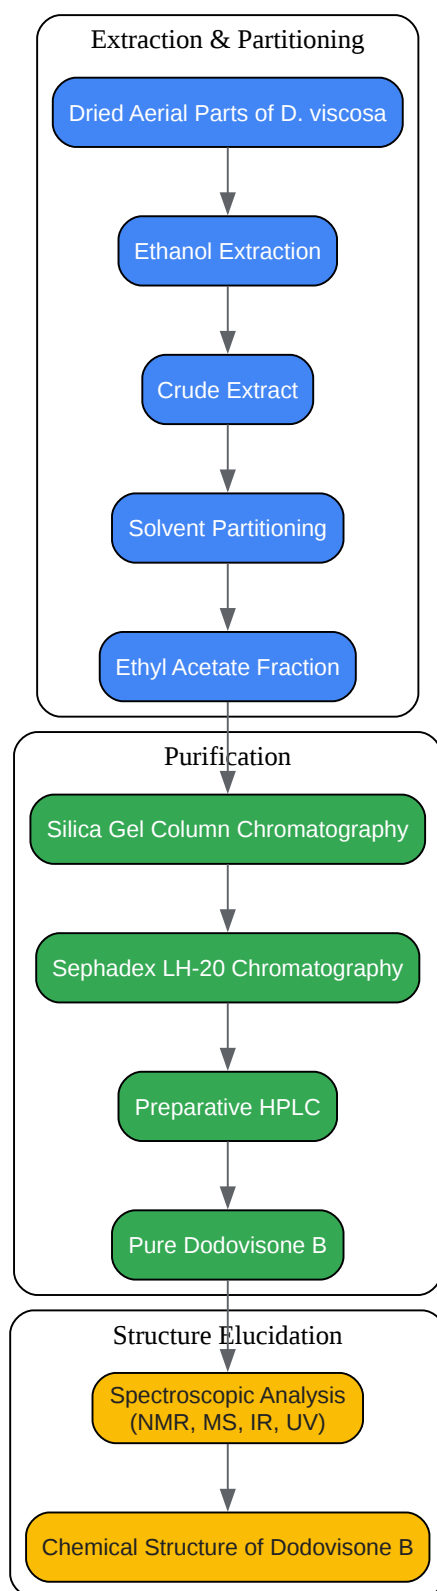 Extraction & Partitioning
Dried Aerial Parts of D. viscosa
Ethanol Extraction
Crude Extract
Solvent Partitioning
Ethyl Acetate Fraction
Purification
Silica Gel Column Chromatography
Sephadex LH-20 Chromatography
Preparative HPLC
Pure Dodovisone B
Structure Elucidation
Spectroscopic Analysis
(NMR, MS, IR, UV)
Chemical Structure of Dodovisone B